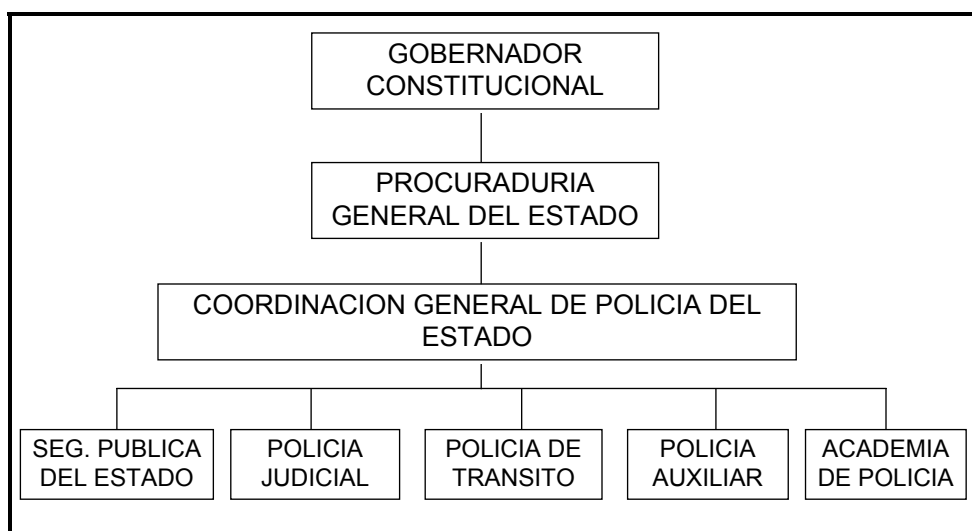 GOBERNADOR
CONSTITUCIONAL
PROCURADURIA
GENERAL DEL ESTADO
COORDINACION GENERAL DE POLICIA DEL
ESTADO
SEG. PUBLICA
DEL ESTADO
POLICIA
JUDICIAL
POLICIA DE
TRANSITO
POLICIA
AUXILIAR
ACADEMIA
DE POLICIA